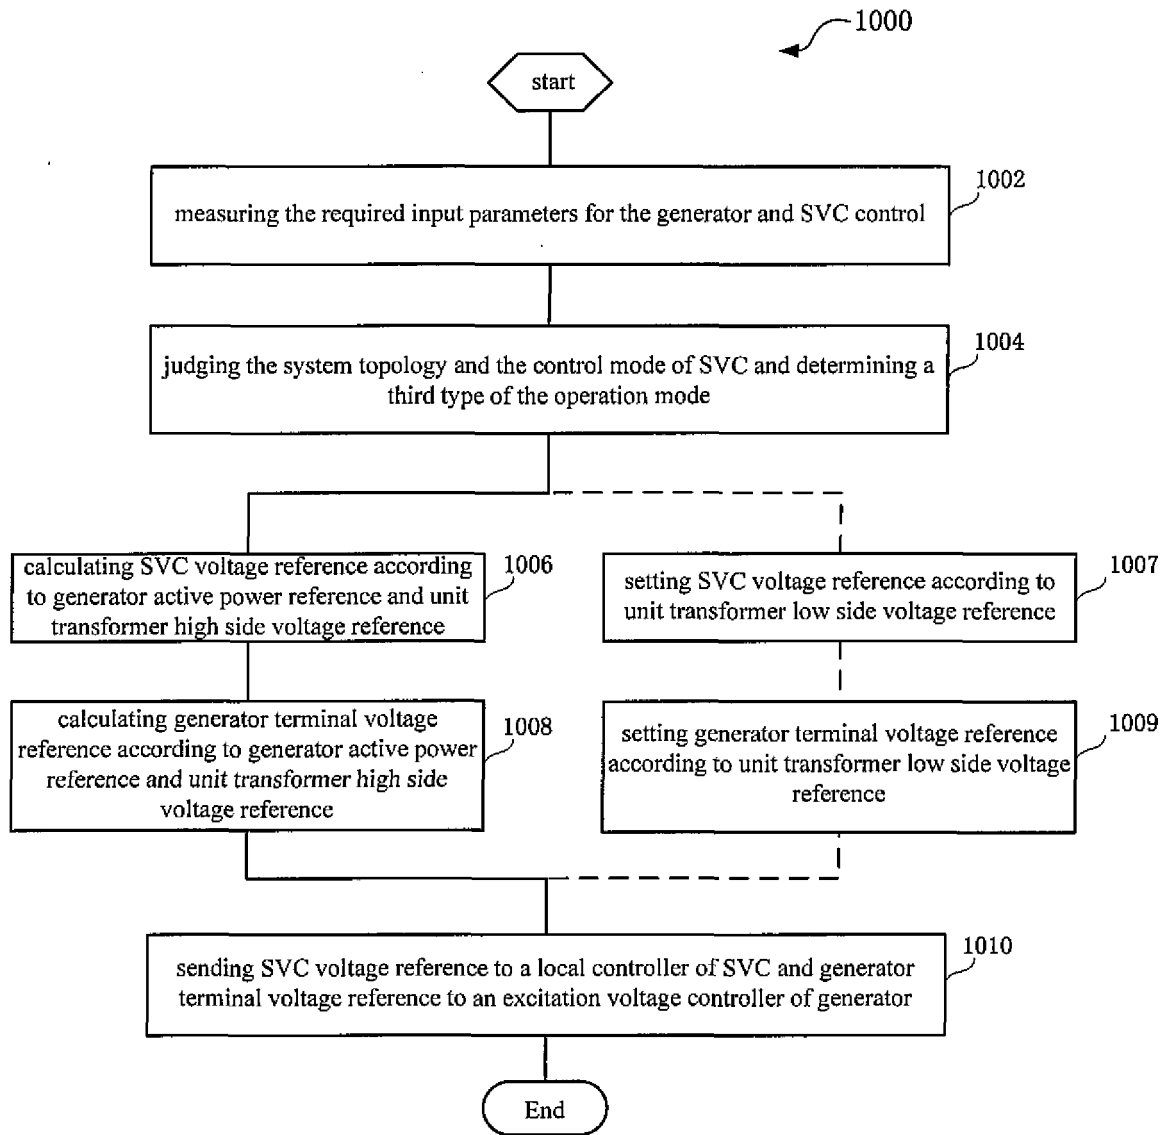 1000
start
1002
measuring the required input parameters for the generator and SVC control
1004
judging the system topology and the control mode of SVC and determining a
third type of the operation mode
1006
calculating SVC voltage reference according
to generator active power reference and unit
transformer high side voltage reference
1007
setting SVC voltage reference according to
unit transformer low side voltage reference
1008
calculating generator terminal voltage
reference according to generator active power
reference and unit transformer high side
voltage reference
1009
setting generator terminal voltage reference
according to unit transformer low side voltage
reference
1010
sending SVC voltage reference to a local controller of SVC and generator
terminal voltage reference to an excitation voltage controller of generator
End